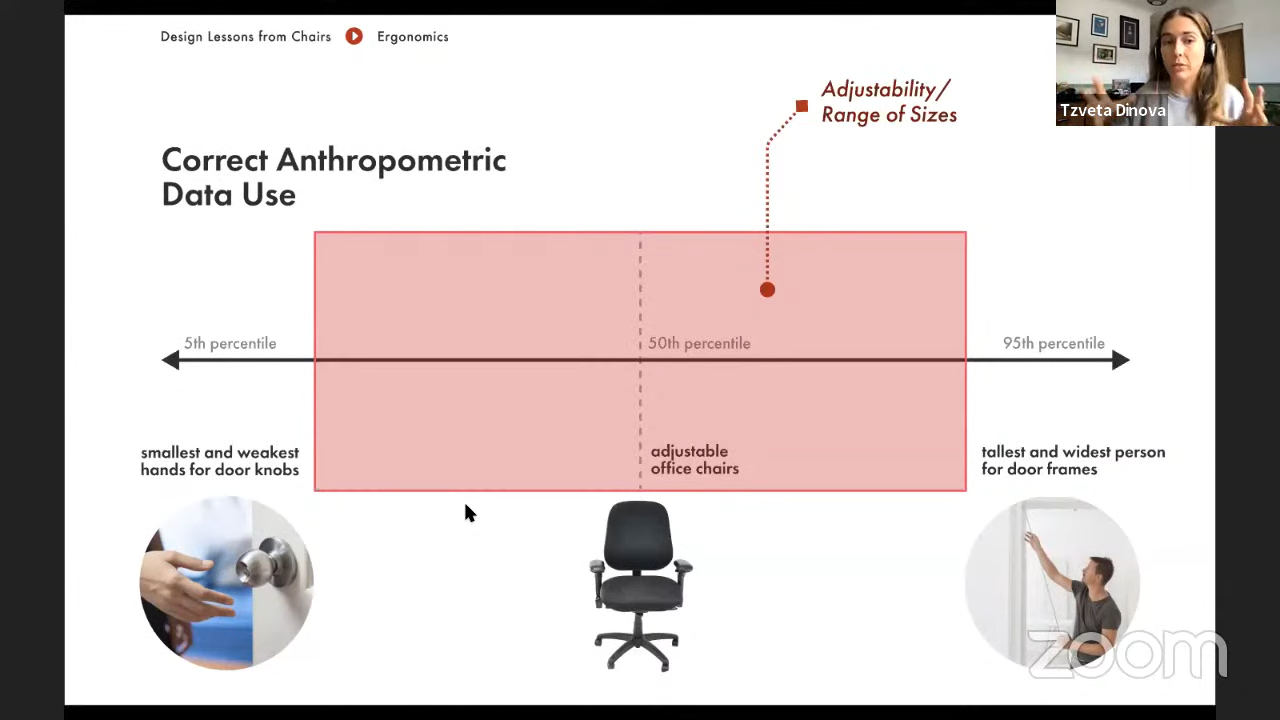 Design Lessons from Chairs Ergonomics
Tzveta Dinova
Adjustability/
Range of Sizes
Correct Anthropometric
Data Use
5th percentile
50th percentile
95th percentile
smallest and weakest
hands for door knobs
adjustable
office chairs
tallest and widest person
for door frames
zoom